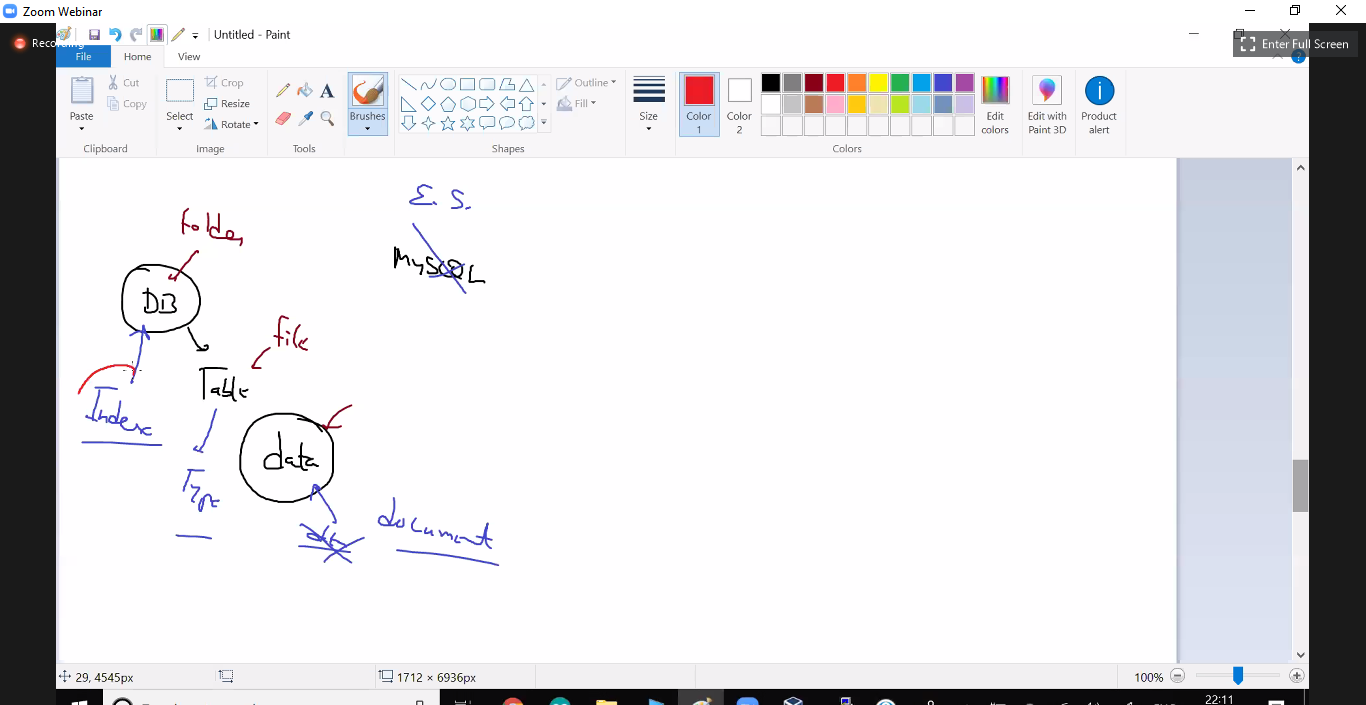 Zoom Webinar
Recording
Untitled - Paint
Enter Full Screen
File
Home
View
Paste
Cut
Copy
Clipboard
Select
Crop
Resize
Rotate
Image
A
Tools
Brushes
Outline
Fill
Shapes
Size
Color 1
Color 2
Edit colors
Colors
Edit with Paint 3D
Product alert
E. S.
MySQL
Folder
DB
File
Table
Index
data
Type
document
29, 4545px
1712 × 6936px
100%
22:11